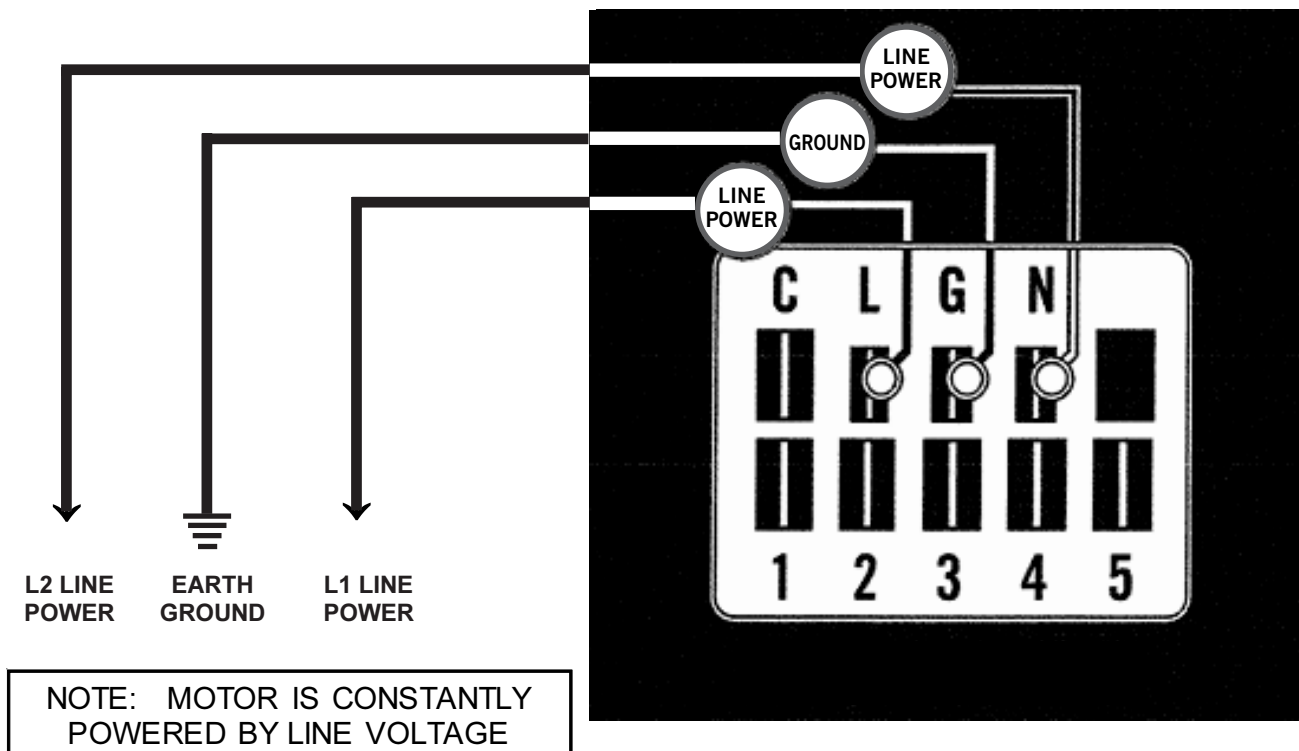 LINE
POWER
GROUND
LINE
POWER
C L G N
1 2 3 4 5
L2 LINE
POWER
EARTH
GROUND
L1 LINE
POWER
NOTE: MOTOR IS CONSTANTLY
POWERED BY LINE VOLTAGE